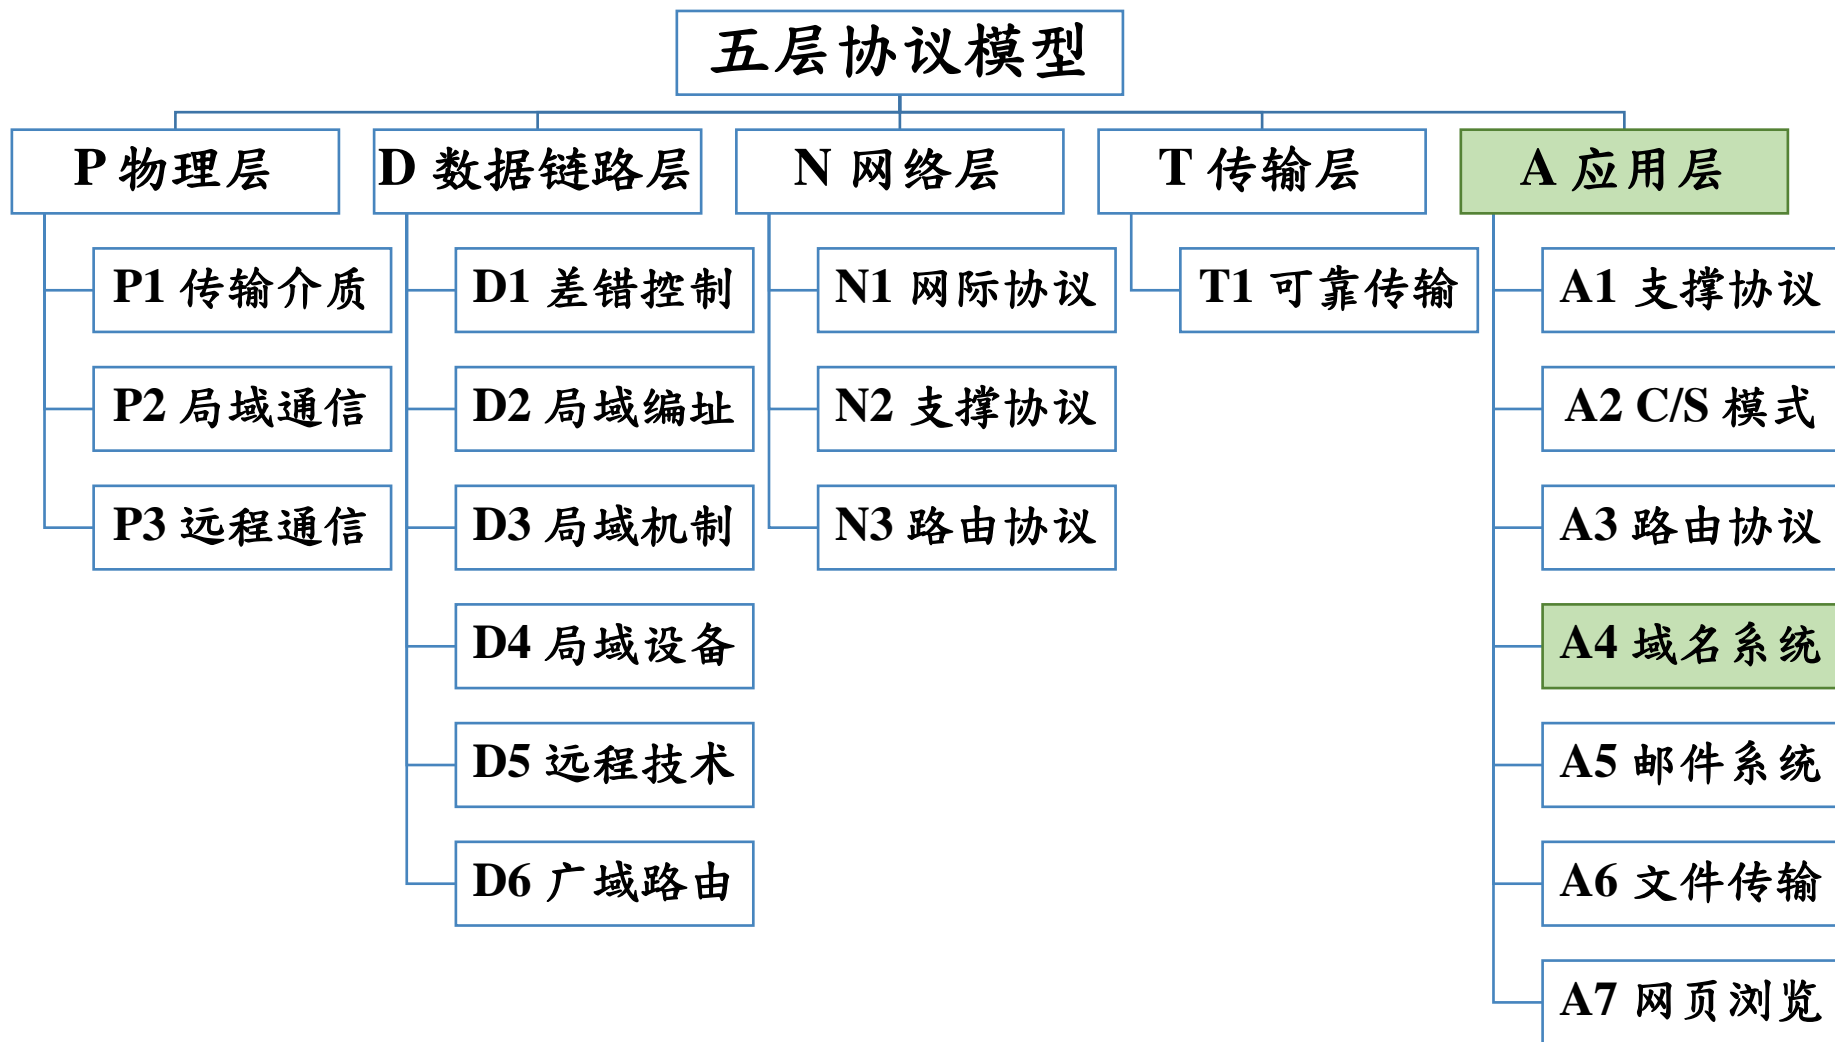 五层协议模型
P 物理层
P1 传输介质
P2 局域通信
P3 远程通信
D 数据链路层
D1 差错控制
D2 局域编址
D3 局域机制
D4 局域设备
D5 远程技术
D6 广域路由
N 网络层
N1 网际协议
N2 支撑协议
N3 路由协议
T 传输层
T1 可靠传输
A 应用层
A1 支撑协议
A2 C/S 模式
A3 路由协议
A4 域名系统
A5 邮件系统
A6 文件传输
A7 网页浏览